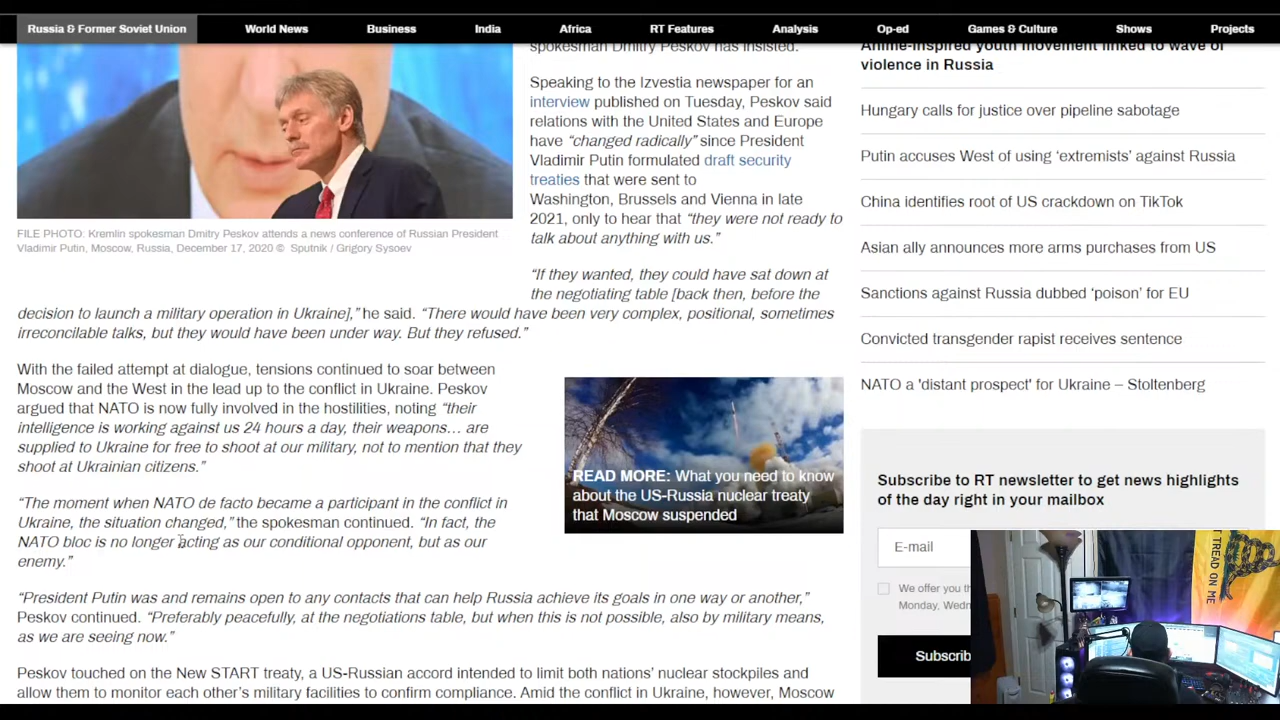 Russia & Former Soviet Union
World News
Business
India
Africa
RT Features
Analysis
Op-ed
Games & Culture
Shows
Projects
spokesman Dmitry Peskov has insisted.
Speaking to the Izvestia newspaper for an
interview published on Tuesday, Peskov said
relations with the United States and Europe
have “changed radically” since President
Vladimir Putin formulated draft security
treaties that were sent to
Washington, Brussels and Vienna in late
2021, only to hear that “they were not ready to
talk about anything with us.”
FILE PHOTO: Kremlin spokesman Dmitry Peskov attends a news conference of Russian President
Vladimir Putin, Moscow, Russia, December 17, 2020 © Sputnik / Grigory Sysoev
“If they wanted, they could have sat down at
the negotiating table [back then, before the
decision to launch a military operation in Ukraine],” he said. “There would have been very complex, positional, sometimes
irreconcilable talks, but they would have been under way. But they refused.”
With the failed attempt at dialogue, tensions continued to soar between
Moscow and the West in the lead up to the conflict in Ukraine. Peskov
argued that NATO is now fully involved in the hostilities, noting “their
intelligence is working against us 24 hours a day, their weapons… are
supplied to Ukraine for free to shoot at our military, not to mention that they
shoot at Ukrainian citizens.”
READ MORE: What you need to know
about the US-Russia nuclear treaty
that Moscow suspended
“The moment when NATO de facto became a participant in the conflict in
Ukraine, the situation changed,” the spokesman continued. “In fact, the
NATO bloc is no longer acting as our conditional opponent, but as our
enemy.”
“President Putin was and remains open to any contacts that can help Russia achieve its goals in one way or another,”
Peskov continued. “Preferably peacefully, at the negotiations table, but when this is not possible, also by military means,
as we are seeing now.”
Peskov touched on the New START treaty, a US-Russian accord intended to limit both nations’ nuclear stockpiles and
allow them to monitor each other’s military facilities to confirm compliance. Amid the conflict in Ukraine, however, Moscow
Anime-inspired youth movement linked to wave of
violence in Russia
Hungary calls for justice over pipeline sabotage
Putin accuses West of using ‘extremists’ against Russia
China identifies root of US crackdown on TikTok
Asian ally announces more arms purchases from US
Sanctions against Russia dubbed ‘poison’ for EU
Convicted transgender rapist receives sentence
NATO a 'distant prospect' for Ukraine – Stoltenberg
Subscribe to RT newsletter to get news highlights
of the day right in your mailbox
E-mail
We offer you th
Monday, Wedn
Subscrib
TREAD
ON ME